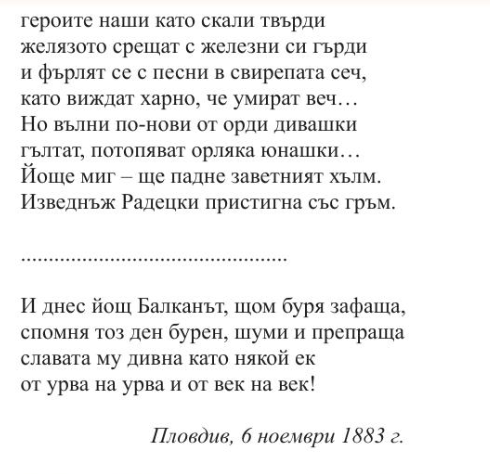 героите наши като скали твърди
желязото срещат с железни си гърди
и фърлят се с песни в свирепата сеч,
като виждат харно, че умират веч…
Но вълни по-нови от орди дивашки
гълтат, потопяват орляка юнашки…
Йоще миг – ще падне заветният хълм.
Изведнъж Радецки пристигна със гръм.
................................................
И днес йощ Балканът, щом буря зафаща,
спомня тоз ден бурен, шуми и препраща
славата му дивна като някой ек
от урва на урва и от век на век!
Пловдив, 6 ноември 1883 г.